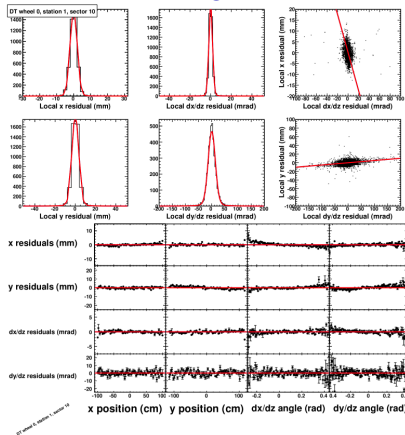 DT wheel 0, station 1, sector 10
Local x residual (mm)
Local dx/dz residual (mrad)
Local x residual (mm)
Local dx/dz residual (mrad)
Local y residual (mm)
Local dy/dz residual (mrad)
Local y residual (mm)
Local dy/dz residual (mrad)
x residuals (mm)
y residuals (mm)
dx/dz residuals (mrad)
dy/dz residuals (mrad)
x position (cm)
y position (cm)
dx/dz angle (rad)
dy/dz angle (rad)
DT wheel 0, station 1, sector 10